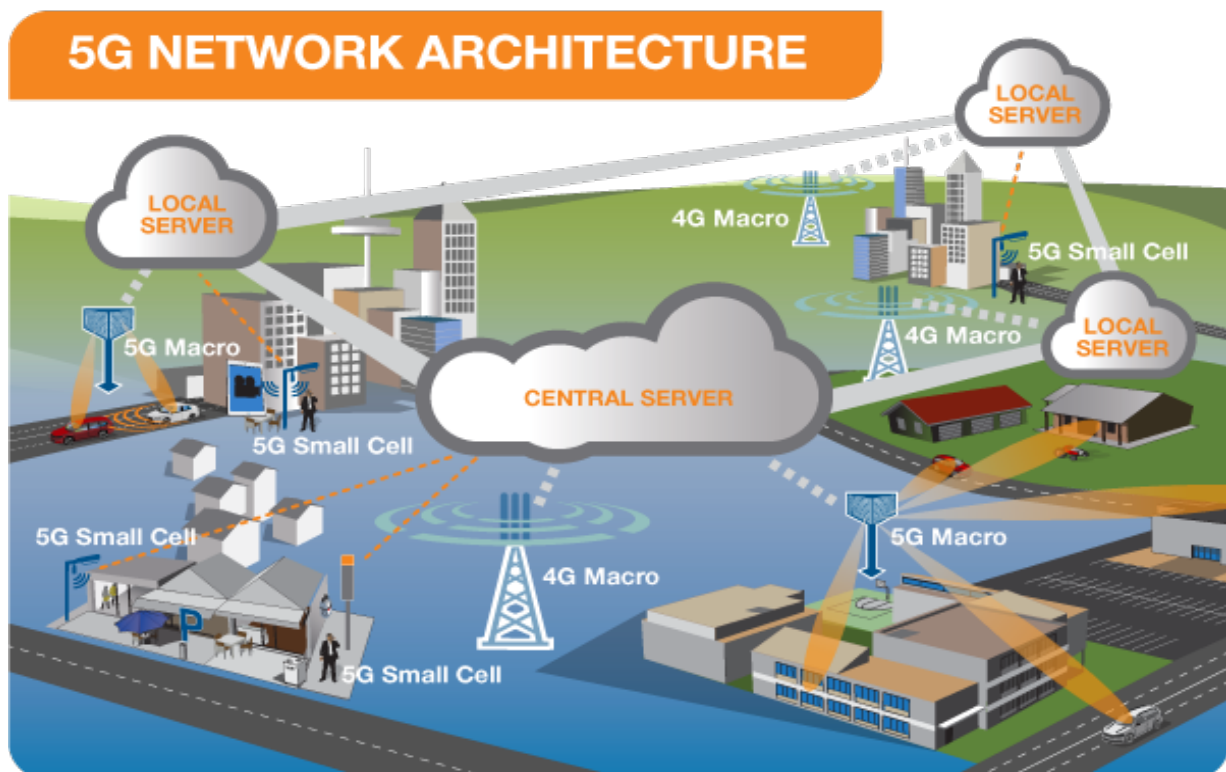 5G NETWORK ARCHITECTURE
LOCAL
SERVER
LOCAL
SERVER
4G Macro
5G Small Cell
4G Macro
LOCAL
SERVER
5G Macro
CENTRAL SERVER
5G Small Cell
5G Small Cell
5G Macro
4G Macro
P
5G Small Cell